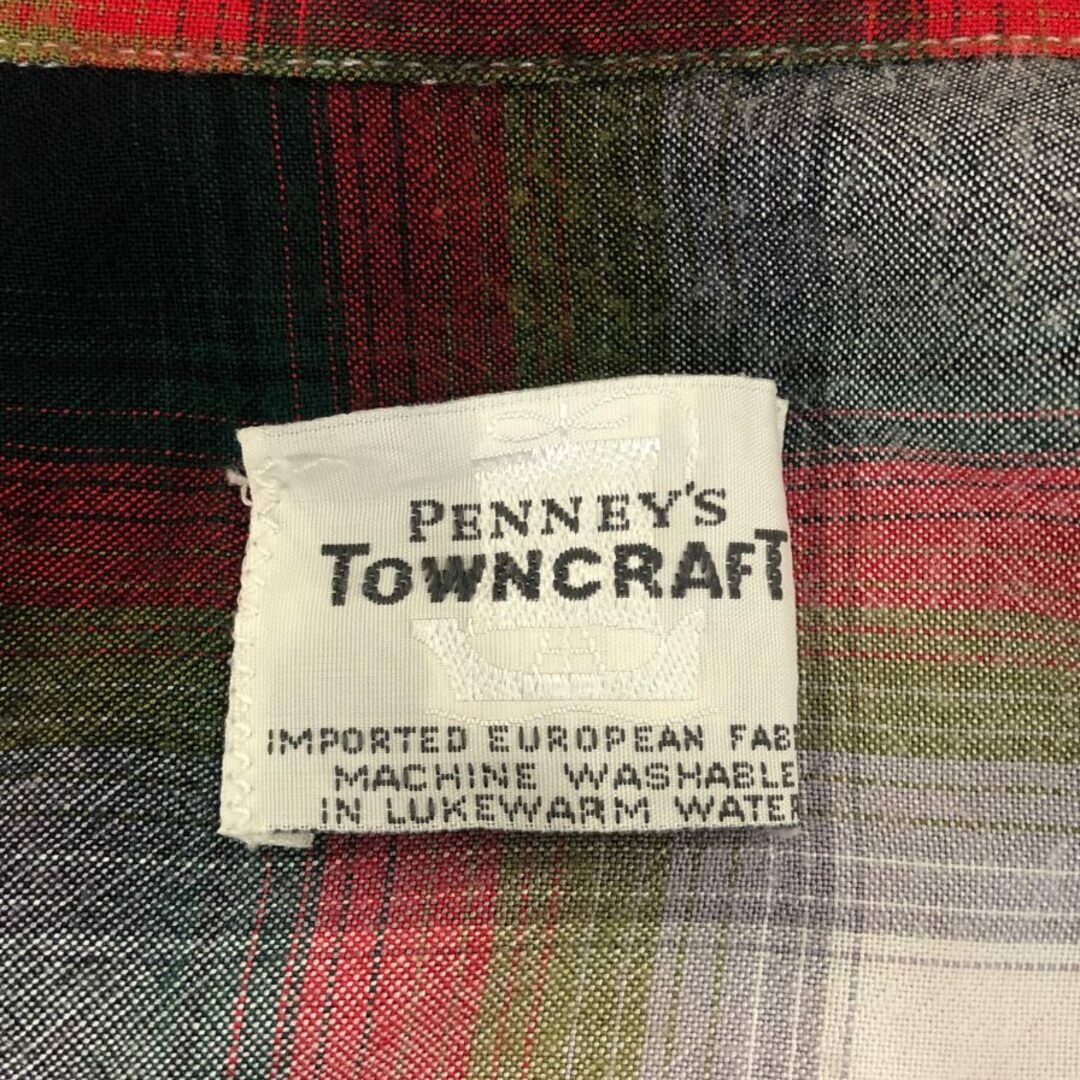 PENNEY'S
TOWNCRAFT
IMPORTED EUROPEAN FAB
MACHINE WASHABLE
IN LUKEWARM WATER